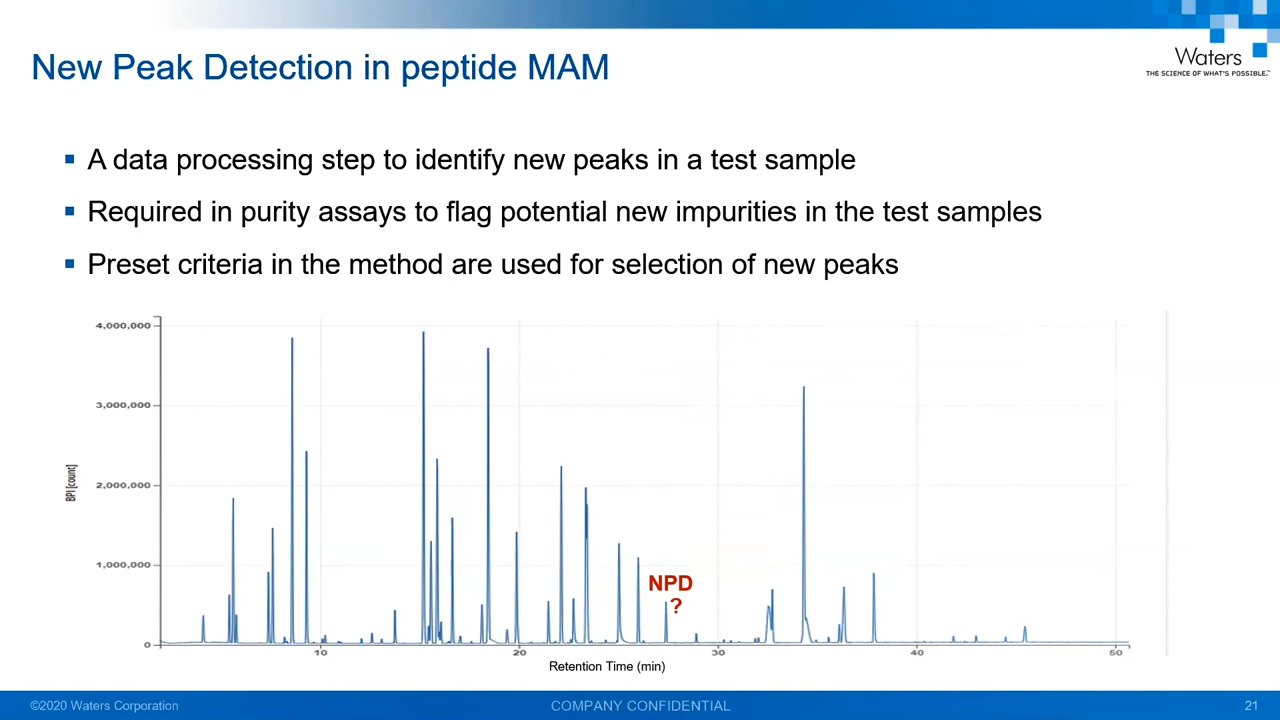 New Peak Detection in peptide MAM
Waters
THE SCIENCE OF WHAT'S POSSIBLE.™
A data processing step to identify new peaks in a test sample
Required in purity assays to flag potential new impurities in the test samples
Preset criteria in the method are used for selection of new peaks
4,000,000
3,000,000
2,000,000
1,000,000
0
BPI [count]
NPD
?
10 20 30 40 50
Retention Time (min)
©2020 Waters Corporation COMPANY CONFIDENTIAL 21